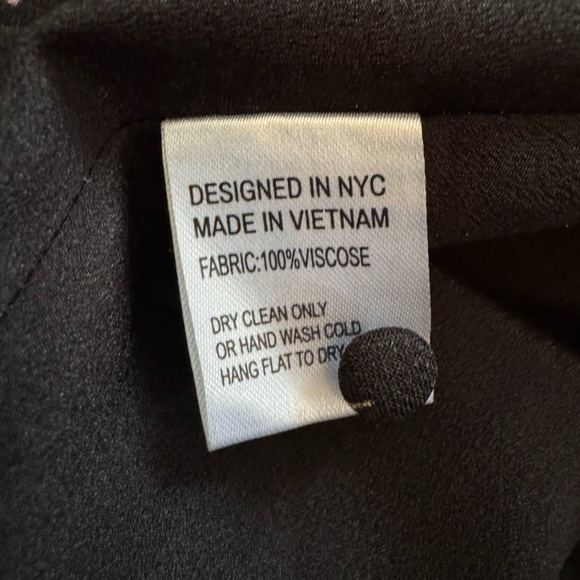 DESIGNED IN NYC
MADE IN VIETNAM
FABRIC:100%VISCOSE
DRY CLEAN ONLY
OR HAND WASH COLD
HANG FLAT TO DRY